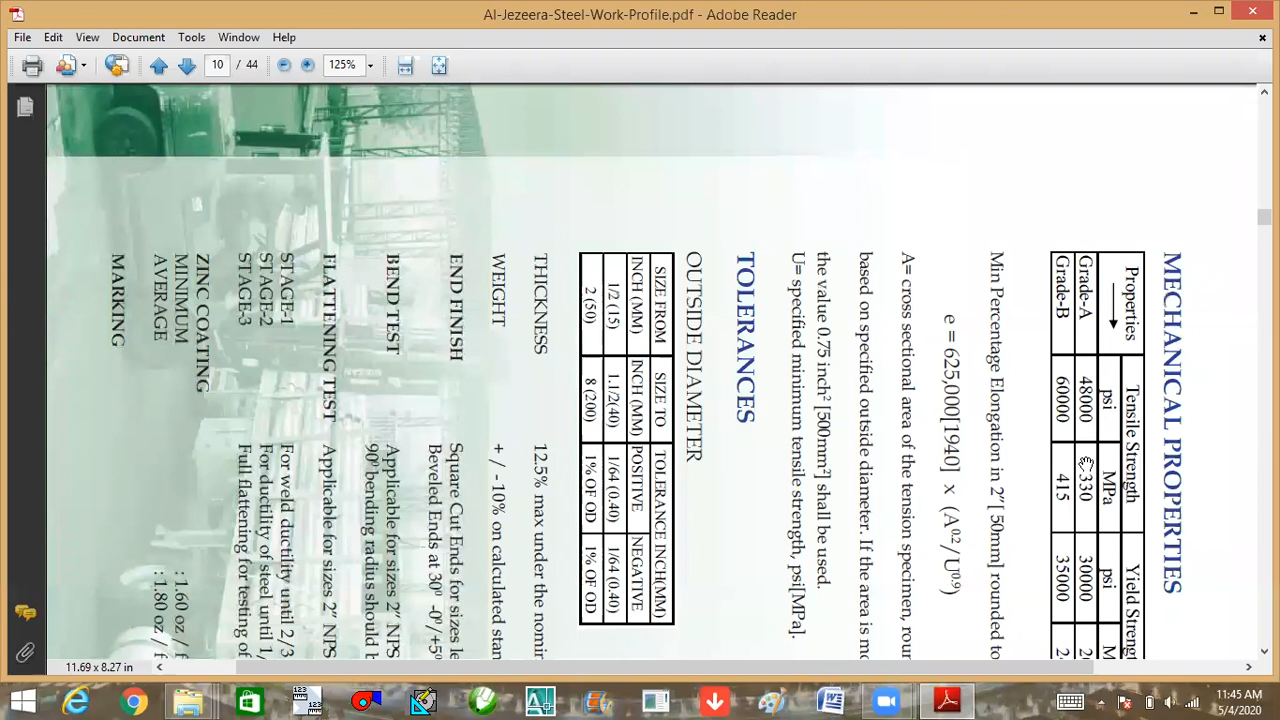 Al-Jezeera-Steel-Work-Profile.pdf - Adobe Reader
File Edit View Document Tools Window Help
10 / 44 125%
MECHANICAL PROPERTIES
Properties Tensile Strength Yield Strengt
psi MPa psi M
Grade-A 48000 330 30000 2
Grade-B 60000 415 35000 2
Min Percentage Elongation in 2"[ 50mm] rounded to
e = 625,000[1940] x (A0.2/U0.9)
A= cross sectional area of the tension specimen, roun
based on specified outside diameter. If the area is mo
the value 0.75 inch² [500mm²] shall be used.
U= specified minimum tensile strength, psi[MPa].
TOLERANCES
OUTSIDE DIAMETER
SIZE FROM SIZE TO TOLERANCE INCH(MM)
INCH (MM) INCH (MM) POSITIVE NEGATIVE
1/2 (15) 1.1/2(40) 1/64 (0.40) 1/64 (0.40)
2 (50) 8 (200) 1% OF OD 1% OF OD
THICKNESS 12.5% max under the nomin
WEIGHT + / - 10% on calculated stan
END FINISH Square Cut Ends for sizes le
Beveled Ends at 30° -0°/+5°
BEND TEST Applicable for sizes 2" NPS
90° bending radius should b
FLATTENING TEST Applicable for sizes 2" NPS
STAGE-1 For weld ductility until 2/3
STAGE-2 For ductility of steel until 1/
STAGE-3 Full flattening for testing of
ZINC COATING
MINIMUM : 1.60 oz / f
AVERAGE : 1.80 oz / f
MARKING
11.69 x 8.27 in
11:45 AM
5/4/2020